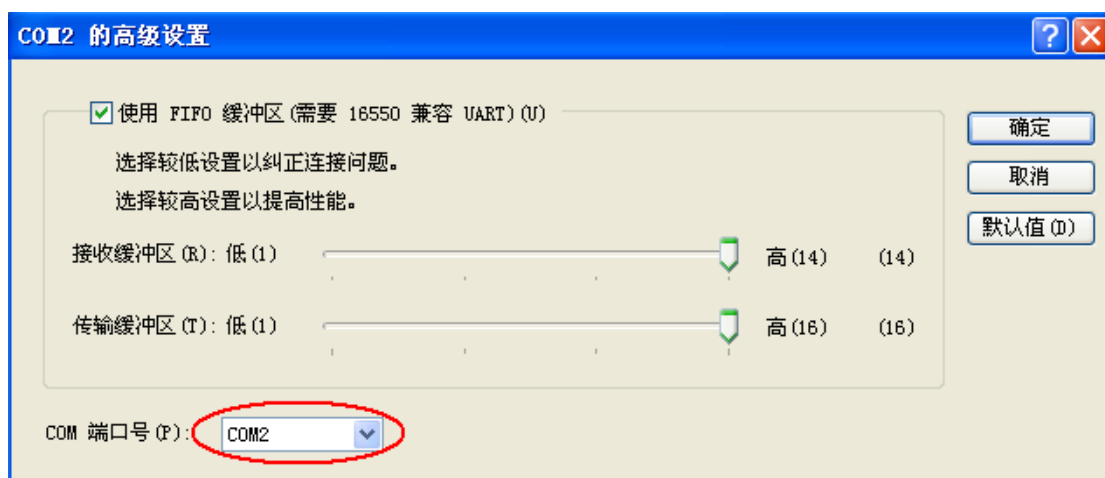 COM2 的高级设置
使用 FIFO 缓冲区(需要 16550 兼容 UART)(U)
选择较低设置以纠正连接问题。
选择较高设置以提高性能。
接收缓冲区(R): 低(1) 高(14) (14)
传输缓冲区(T): 低(1) 高(16) (16)
COM 端口号(P): COM2
确定
取消
默认值(D)